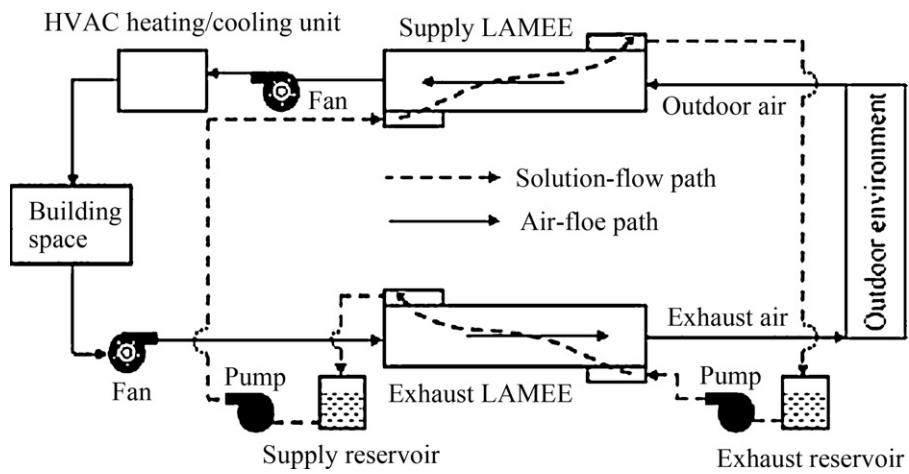 HVAC heating/cooling unit
Supply LAMEE
Fan
Outdoor air
Solution-flow path
Air-floe path
Building
space
Outdoor environment
Exhaust air
Fan
Pump
Exhaust LAMEE
Pump
Supply reservoir
Exhaust reservoir